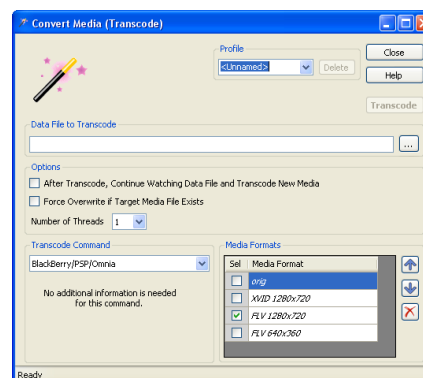 Convert Media (Transcode)
Profile
<Unnamed>
Delete
Close
Help
Transcode
Data File to Transcode
...
Options
After Transcode, Continue Watching Data File and Transcode New Media
Force Overwrite if Target Media File Exists
Number of Threads 1
Transcode Command
BlackBerry/PSP/Omnia
No additional information is needed
for this command.
Media Formats
Sel Media Format
orig
XVID 1280x720
FLV 1280x720
FLV 640x360
Ready